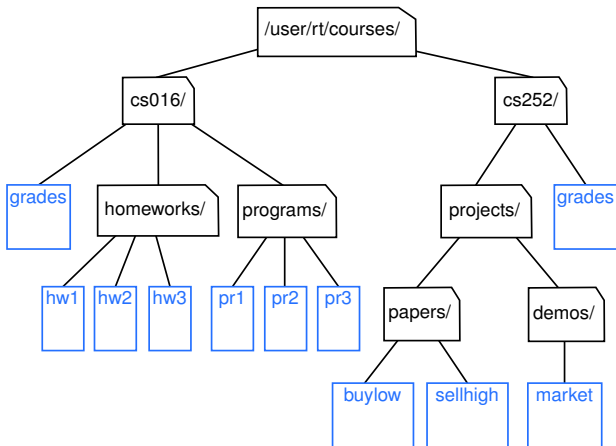 /user/rt/courses/
cs016/
cs252/
grades
homeworks/
programs/
projects/
grades
hw1
hw2
hw3
pr1
pr2
pr3
papers/
demos/
buylow
sellhigh
market